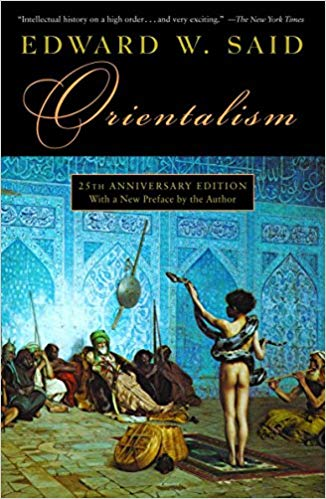 "Intellectual history on a high order . . . and very exciting." —The New York Times
EDWARD W. SAID
Orientalism
25TH ANNIVERSARY EDITION
With a New Preface by the Author